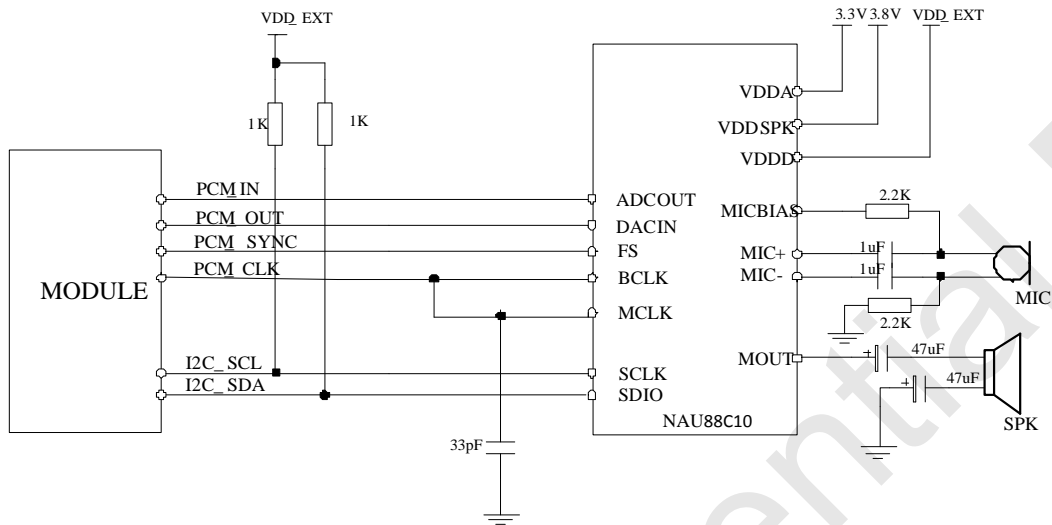 VDD_EXT
3.3V 3.8V VDD_EXT
1K 1K
VDDA
VDDSPK
VDDD
PCM_IN ADCOUT
PCM_OUT DACIN
PCM_SYNC FS
PCM_CLK BCLK
MCLK
MODULE
I2C_SCL SCLK
I2C_SDA SDIO
MICBIAS 2.2K
MIC+ 1uF
MIC- 1uF
MIC
2.2K
MOUT + 47uF
+ 47uF
SPK
NAU88C10
33pF
ential